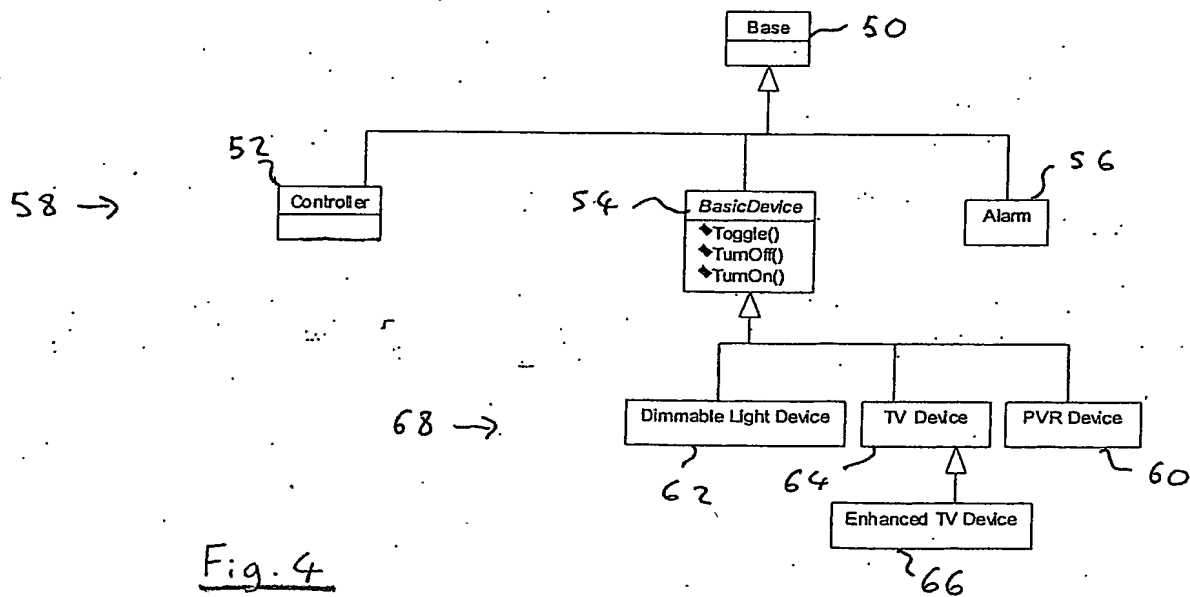 Base
50
52
58 →
Controller
54
BasicDevice
Toggle()
TurnOff()
TurnOn()
56
Alarm
68 →
Dimmable Light Device
TV Device
PVR Device
62
64
60
Enhanced TV Device
66
Fig. 4